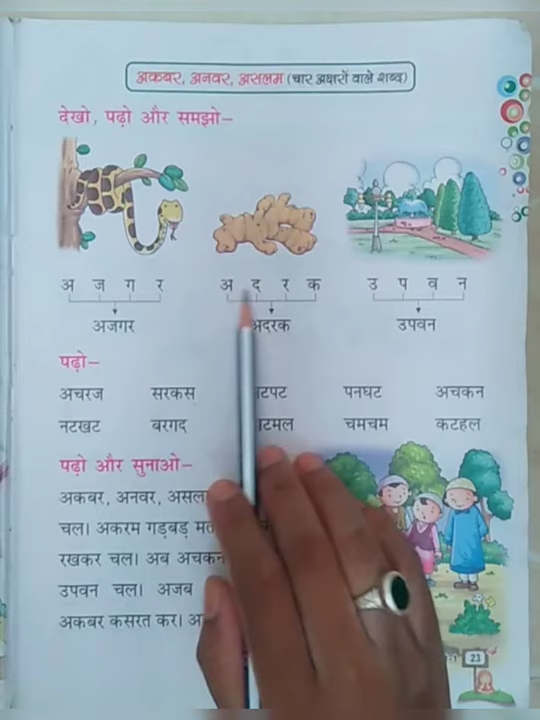 अकबर, अनवर, असलम (चार अक्षरों वाले शब्द)
देखो, पढ़ो और समझो–
अ ज ग र
अ द र क
उ प व न
अजगर
अदरक
उपवन
पढ़ो–
अचरज सरकस टपट पनघट अचकन
नटखट बरगद टमल चमचम कटहल
पढ़ो और सुनाओ–
अकबर, अनवर,
चल। अकरम गड़बड़ मत
रखकर चल। अब अचकन
उपवन चल। अजब
अकबर कसरत कर।
23